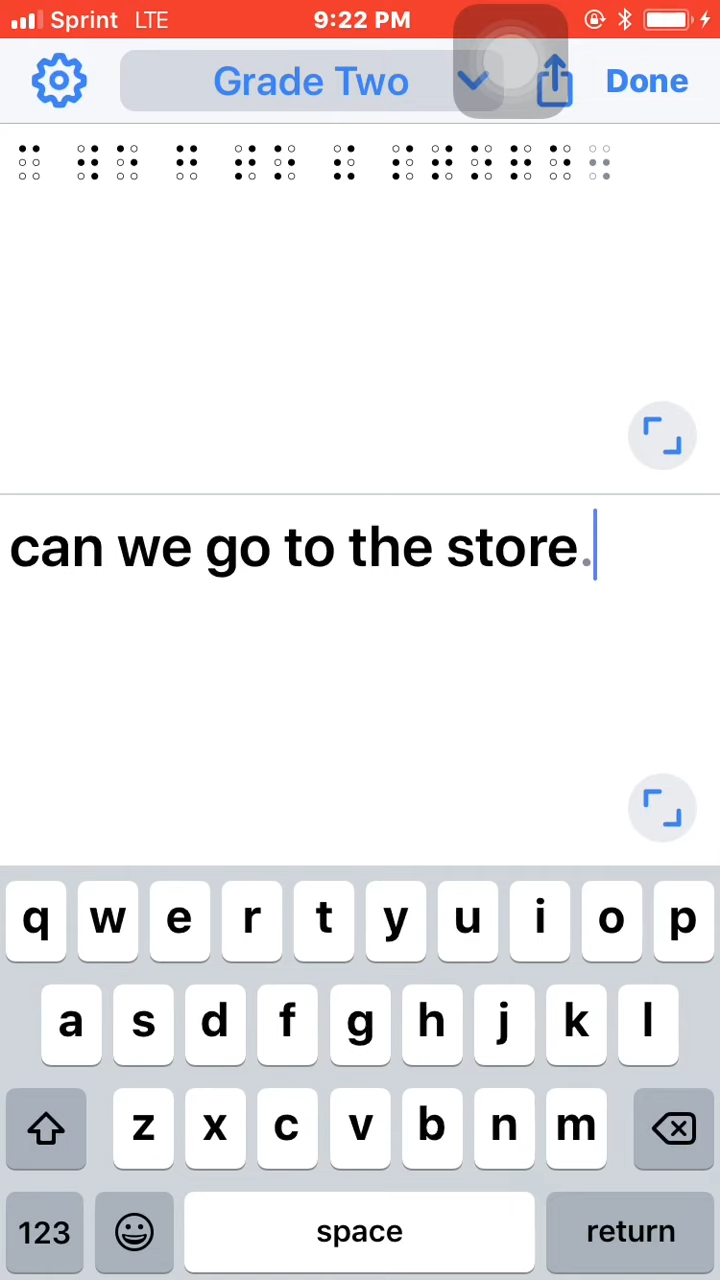 Sprint LTE 9:22 PM
Grade Two Done
⠉ ⠺⠑ ⠛ ⠞⠕ ⠮ ⠎⠞⠕⠗⠑⠲
can we go to the store.
q w e r t y u i o p
a s d f g h j k l
z x c v b n m
123 space return